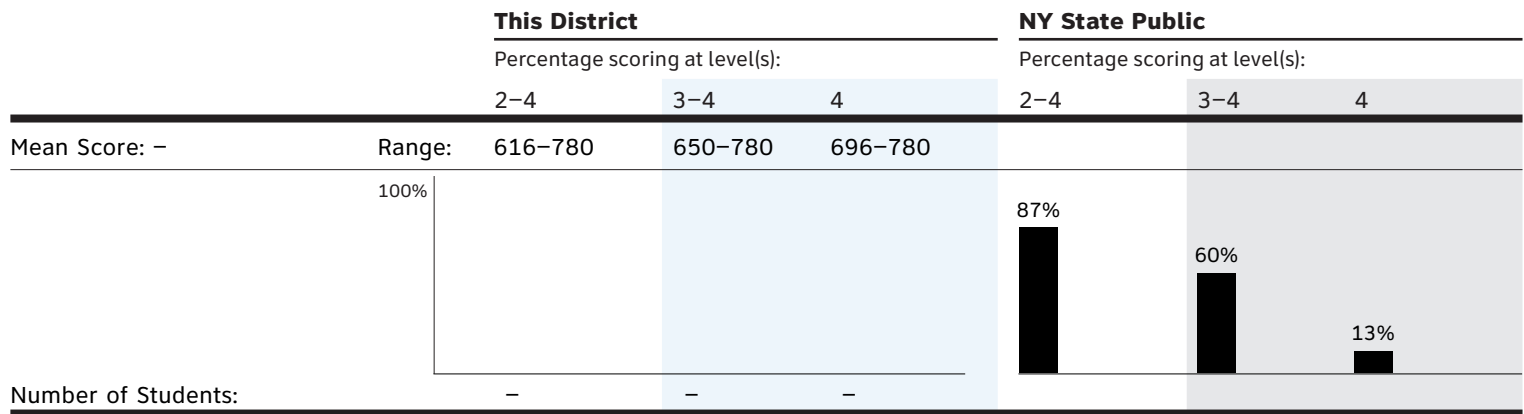 This District NY State Public
Percentage scoring at level(s): Percentage scoring at level(s):
2–4 3–4 4 2–4 3–4 4
Mean Score: – Range: 616–780 650–780 696–780
100%
87%
60%
13%
Number of Students: – – –